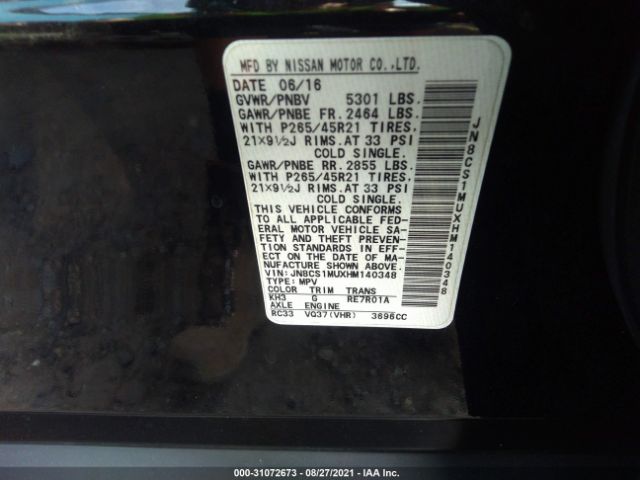 MFD BY NISSAN MOTOR CO.,LTD.
DATE 06/16
GVWR/PNBV 5301 LBS.
GAWR/PNBE FR. 2464 LBS.
WITH P265/45R21 TIRES.
21×9½J RIMS.AT 33 PSI
COLD SINGLE.
GAWR/PNBE RR. 2855 LBS.
WITH P265/45R21 TIRES.
21×9½J RIMS.AT 33 PSI
COLD SINGLE.
THIS VEHICLE CONFORMS
TO ALL APPLICABLE FED-
ERAL MOTOR VEHICLE SA-
FETY AND THEFT PREVEN-
TION STANDARDS IN EFF-
ECT ON THE DATE OF MA-
NUFACTURE SHOWN ABOVE.
VIN:JN8CS1MUXHM140348
TYPE:MPV
COLOR TRIM TRANS
KH3 G RE7R01A
AXLE ENGINE
RC33 VQ37(VHR) 3696CC
JN8CS1MUXHM140348
000-31072673 - 08/27/2021 - IAA Inc.